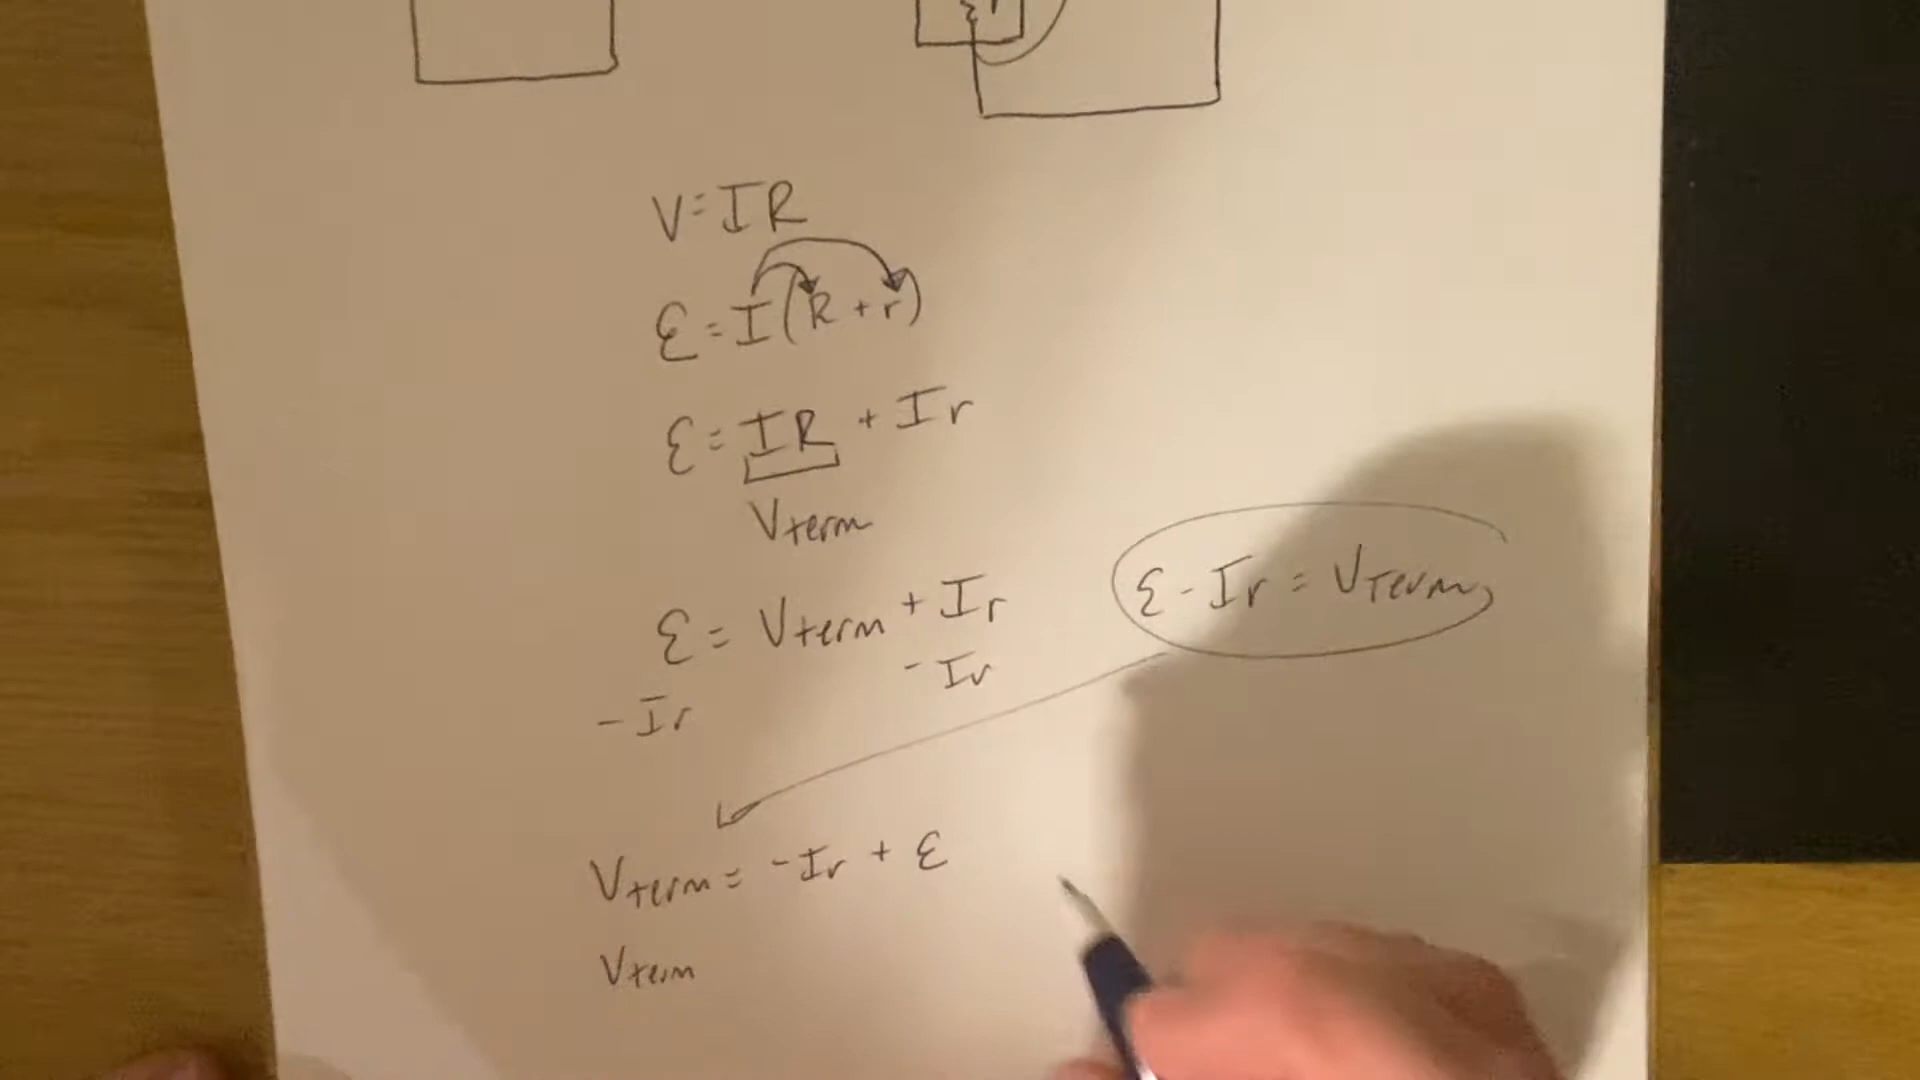 r
V=IR
ε=I(R+r)
ε=IR+Ir
Vterm
ε=Vterm+Ir
ε-Ir=VTerm
-Ir
-Ir
Vterm=-Ir+ε
Vterm